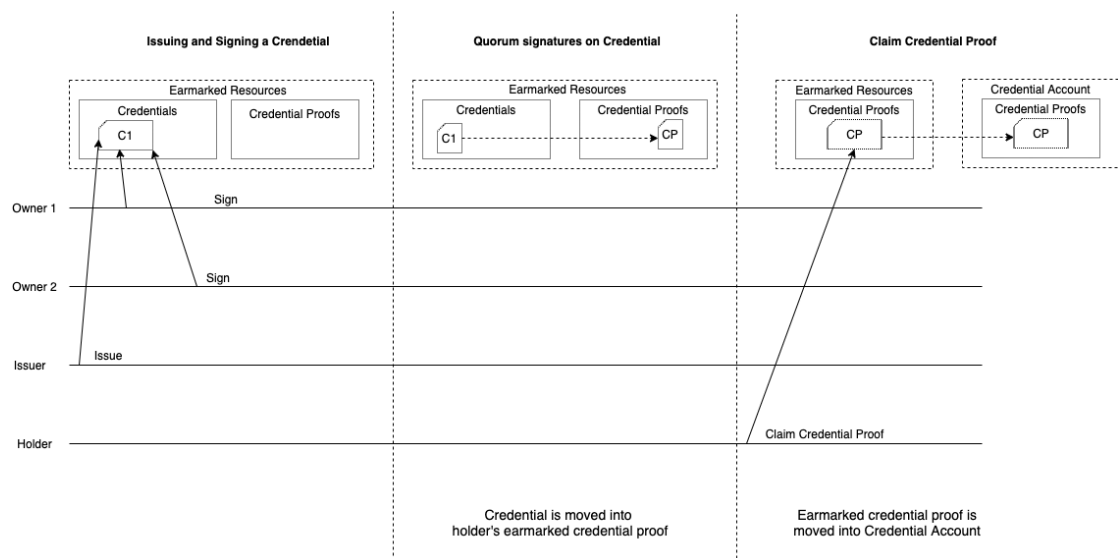 Issuing and Signing a Crendetial
Quorum signatures on Credential
Claim Credential Proof
Earmarked Resources
Credentials
Credential Proofs
C1
Earmarked Resources
Credentials
Credential Proofs
C1
CP
Earmarked Resources
Credential Proofs
CP
Credential Account
Credential Proofs
CP
Owner 1
Sign
Owner 2
Sign
Issuer
Issue
Holder
Claim Credential Proof
Credential is moved into
holder's earmarked credential proof
Earmarked credential proof is
moved into Credential Account